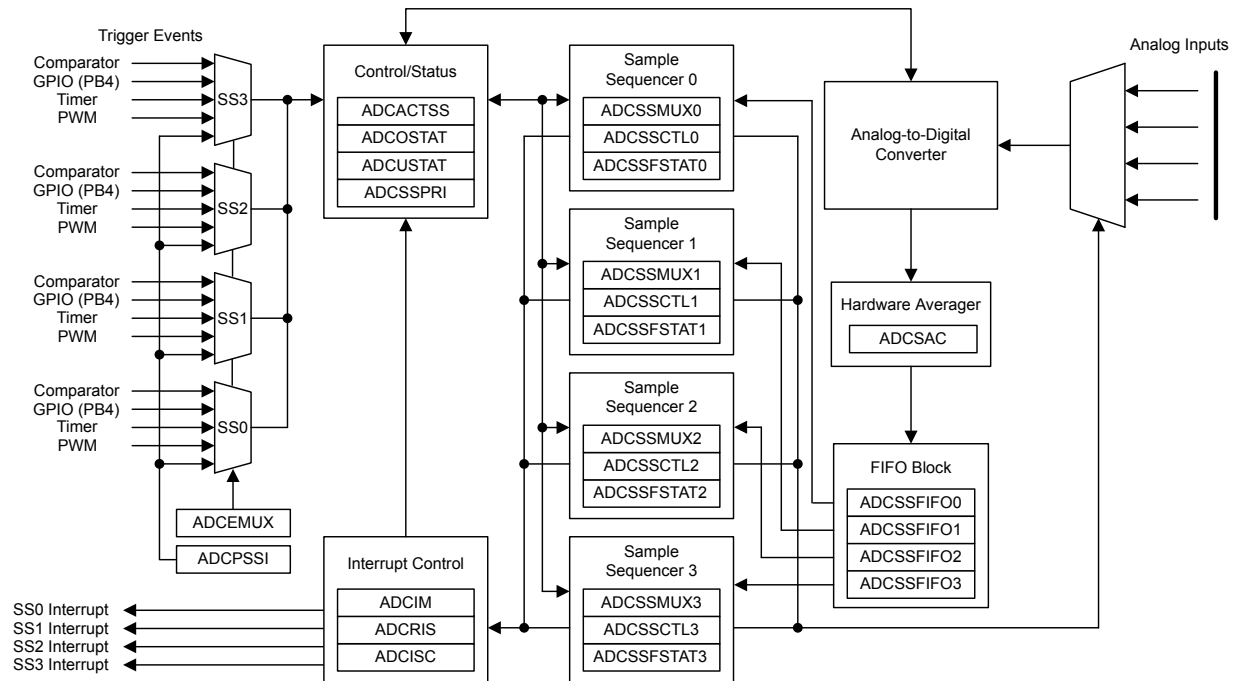 Trigger Events
Comparator
GPIO (PB4)
Timer
PWM
SS3
Comparator
GPIO (PB4)
Timer
PWM
SS2
Comparator
GPIO (PB4)
Timer
PWM
SS1
Comparator
GPIO (PB4)
Timer
PWM
SS0
ADCEMUX
ADCPSSI
SS0 Interrupt
SS1 Interrupt
SS2 Interrupt
SS3 Interrupt
Control/Status
ADCACTSS
ADCOSTAT
ADCUSTAT
ADCSSPRI
Interrupt Control
ADCIM
ADCRIS
ADCISC
Sample
Sequencer 0
ADCSSMUX0
ADCSSCTL0
ADCSSFSTAT0
Sample
Sequencer 1
ADCSSMUX1
ADCSSCTL1
ADCSSFSTAT1
Sample
Sequencer 2
ADCSSMUX2
ADCSSCTL2
ADCSSFSTAT2
Sample
Sequencer 3
ADCSSMUX3
ADCSSCTL3
ADCSSFSTAT3
Analog-to-Digital
Converter
Hardware Averager
ADCSAC
FIFO Block
ADCSSFIFO0
ADCSSFIFO1
ADCSSFIFO2
ADCSSFIFO3
Analog Inputs